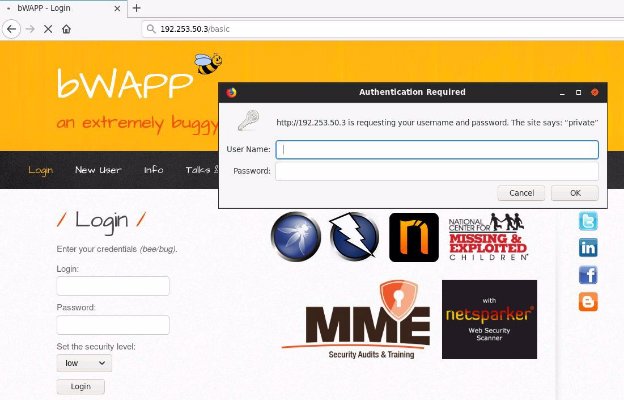 bWAPP - Login
192.253.50.3/basic
bWAPP
an extremely buggy
Authentication Required
http://192.253.50.3 is requesting your username and password. The site says: “private”
User Name:
Password:
Cancel
OK
Login
New User
Info
Talks &
/ Login /
Enter your credentials (bee/bug).
Login:
Password:
Set the security level:
low
Login
NATIONAL
CENTER FOR
MISSING &
EXPLOITED
CHILDREN
MME
Security Audits & Training
with
netsparker
Web Security
Scanner
in
f